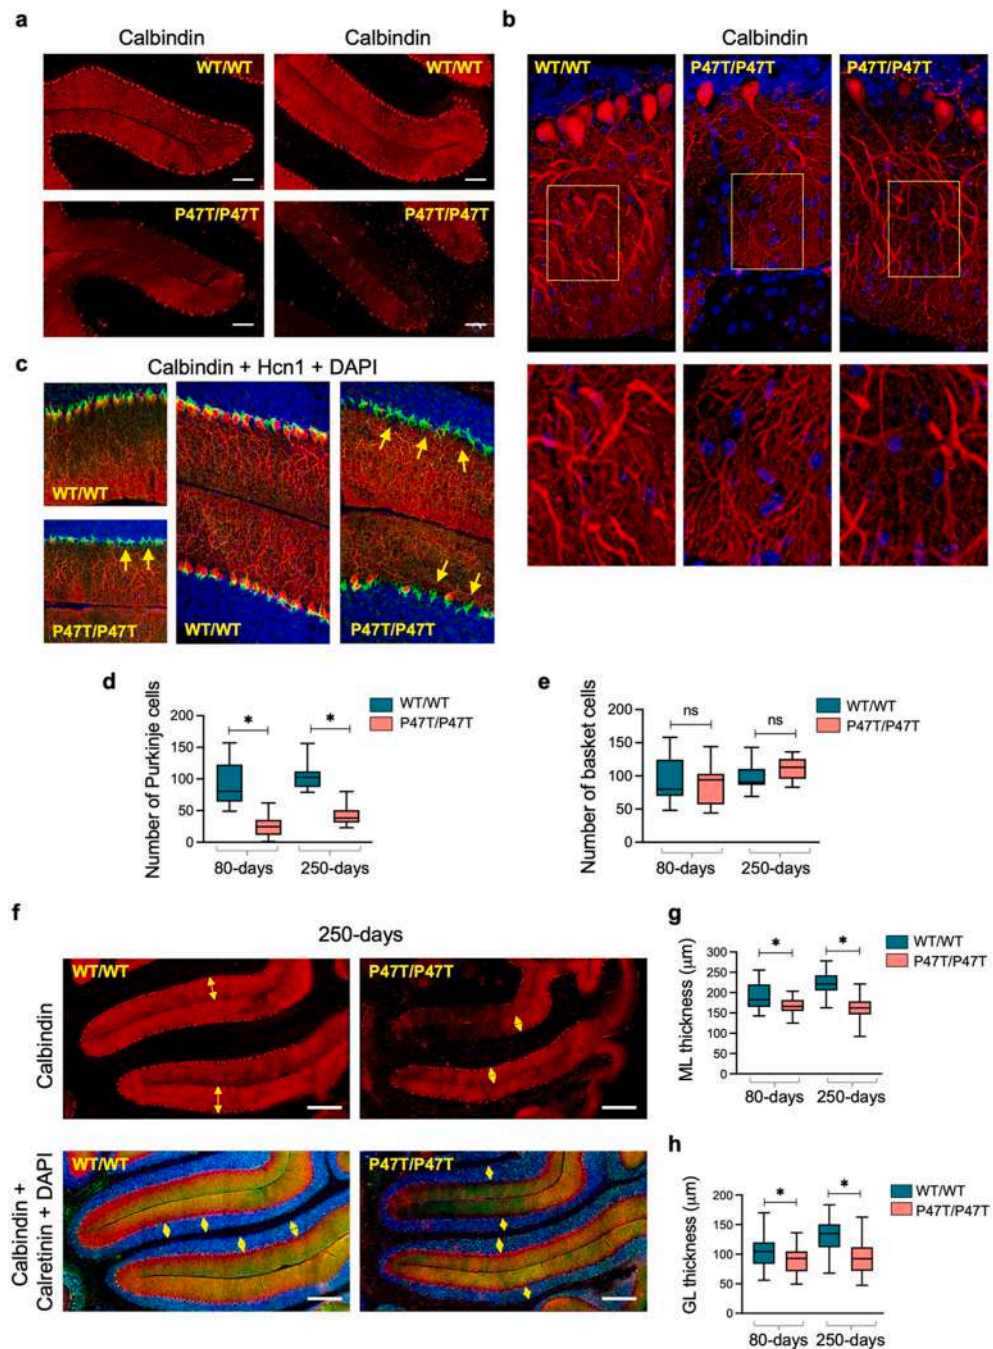 a
Calbindin
Calbindin
WT/WT
WT/WT
P47T/P47T
P47T/P47T
b
Calbindin
WT/WT
P47T/P47T
P47T/P47T
c
Calbindin + Hcn1 + DAPI
WT/WT
P47T/P47T
WT/WT
P47T/P47T
d
Number of Purkinje cells
200
150
100
50
0
*
*
80-days
250-days
WT/WT
P47T/P47T
e
Number of basket cells
200
150
100
50
0
ns
ns
80-days
250-days
WT/WT
P47T/P47T
f
250-days
Calbindin
WT/WT
P47T/P47T
Calbindin +
Calretinin + DAPI
WT/WT
P47T/P47T
g
ML thickness (μm)
300
250
200
150
100
50
0
*
*
80-days
250-days
WT/WT
P47T/P47T
h
GL thickness (μm)
200
150
100
50
0
*
*
80-days
250-days
WT/WT
P47T/P47T